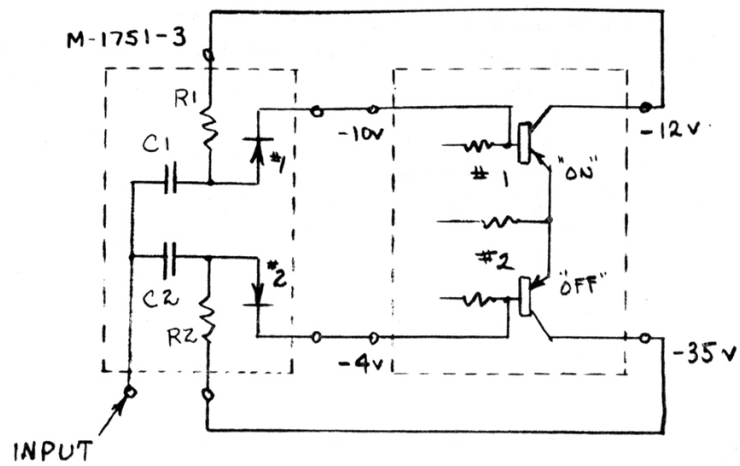 M-1751-3
R1
C1
#1
-10v
-12v
#1
"ON"
#2
"OFF"
C2
#2
R2
-4v
-35v
INPUT